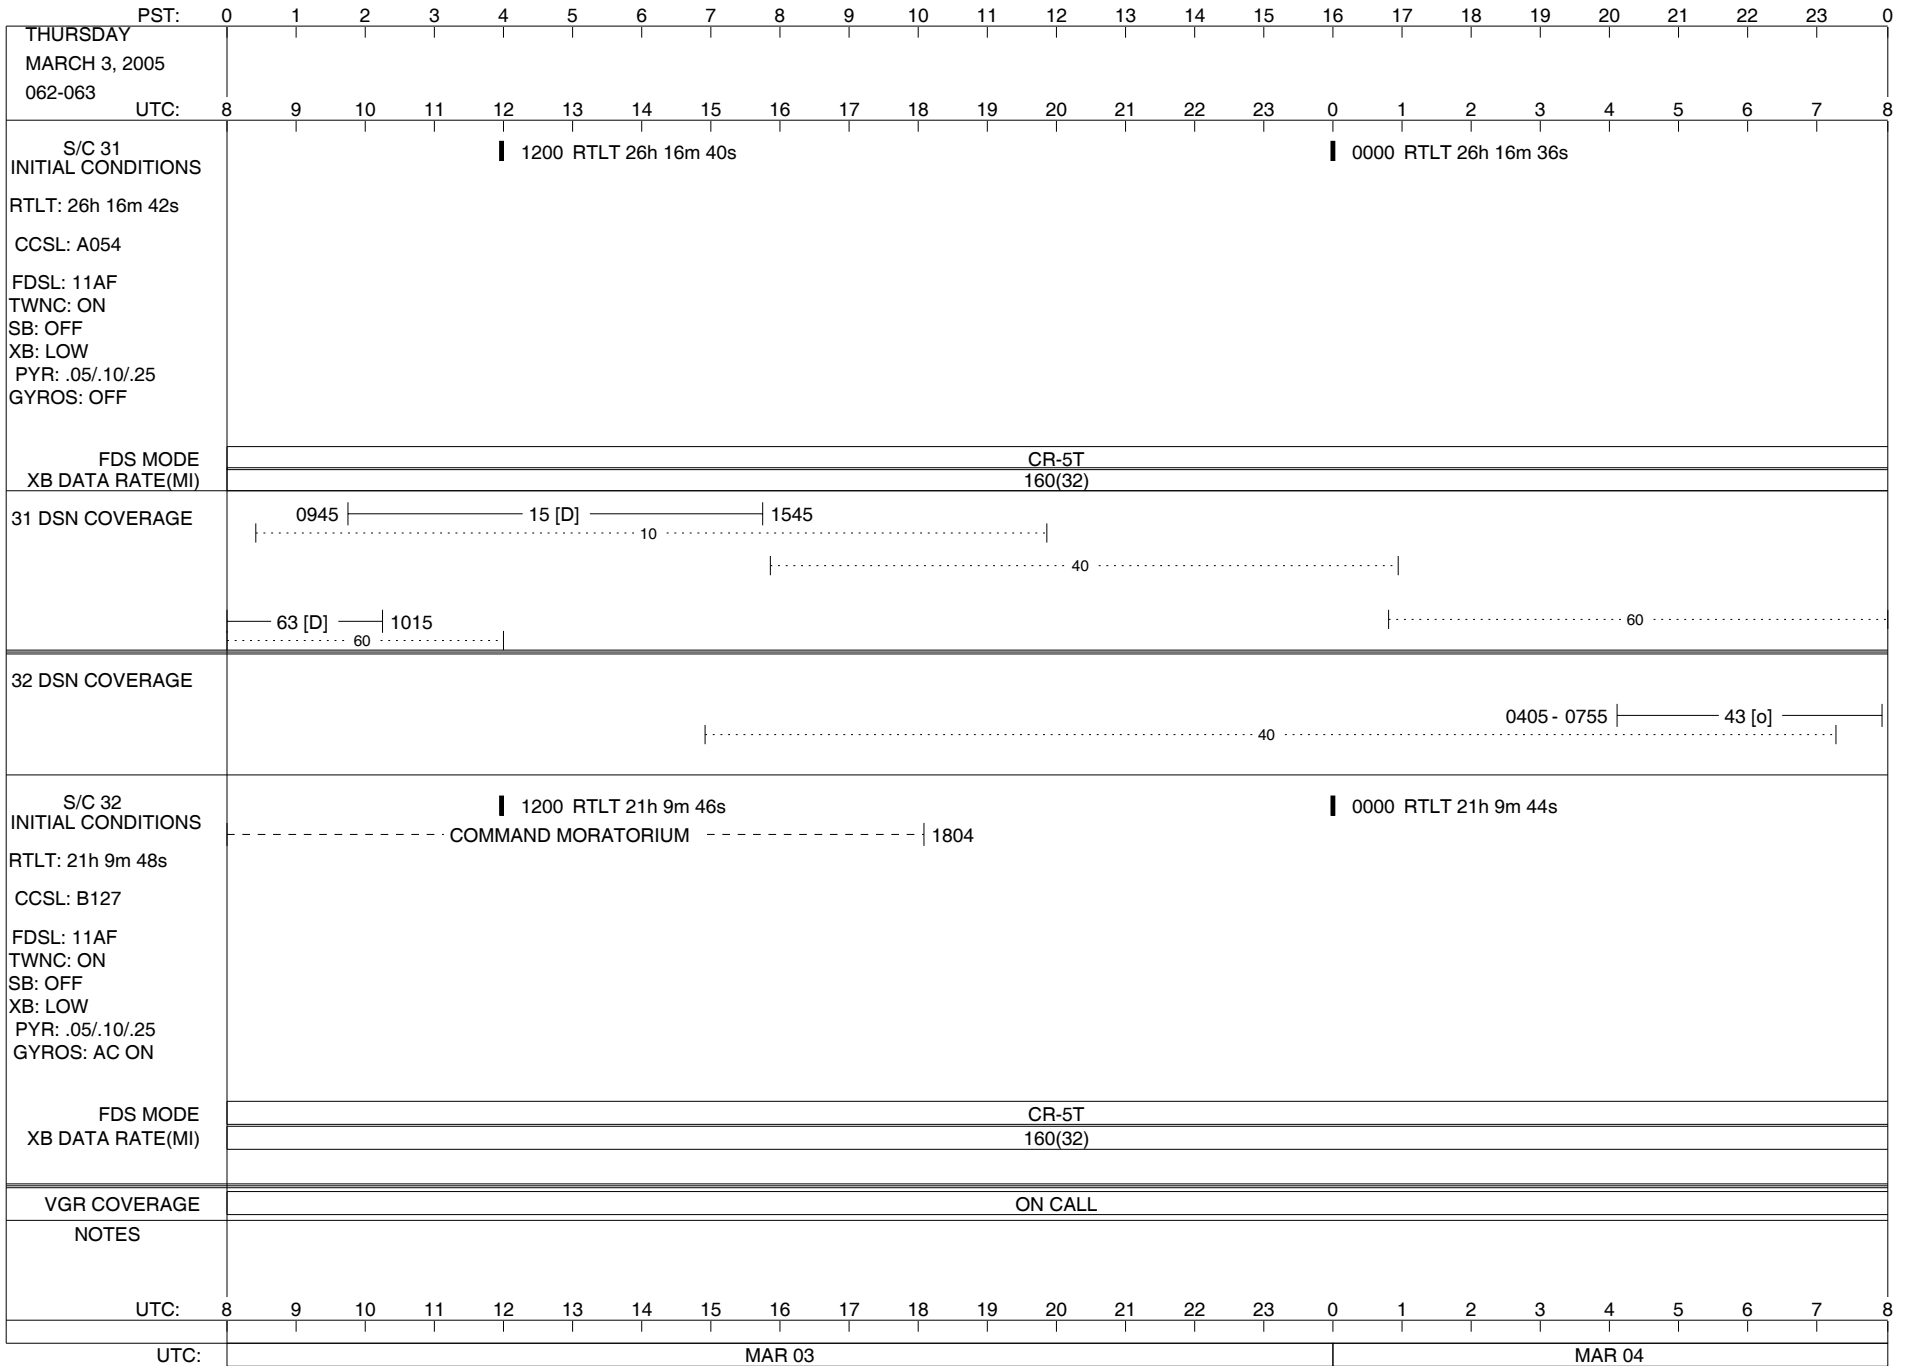 PST: 0 1 2 3 4 5 6 7 8 9 10 11 12 13 14 15 16 17 18 19 20 21 22 23 0
THURSDAY
MARCH 3, 2005
062-063
UTC: 8 9 10 11 12 13 14 15 16 17 18 19 20 21 22 23 0 1 2 3 4 5 6 7 8
S/C 31
INITIAL CONDITIONS
1200 RTLT 26h 16m 40s
0000 RTLT 26h 16m 36s
RTLT: 26h 16m 42s
CCSL: A054
FDSL: 11AF
TWNC: ON
SB: OFF
XB: LOW
PYR: .05/.10/.25
GYROS: OFF
FDS MODE CR-5T
XB DATA RATE(MI) 160(32)
31 DSN COVERAGE
0945 15 [D] 1545
10
40
63 [D] 1015
60
60
32 DSN COVERAGE
0405 - 0755 43 [o]
40
S/C 32
INITIAL CONDITIONS
1200 RTLT 21h 9m 46s
0000 RTLT 21h 9m 44s
COMMAND MORATORIUM 1804
RTLT: 21h 9m 48s
CCSL: B127
FDSL: 11AF
TWNC: ON
SB: OFF
XB: LOW
PYR: .05/.10/.25
GYROS: AC ON
FDS MODE CR-5T
XB DATA RATE(MI) 160(32)
VGR COVERAGE ON CALL
NOTES
UTC: 8 9 10 11 12 13 14 15 16 17 18 19 20 21 22 23 0 1 2 3 4 5 6 7 8
UTC: MAR 03 MAR 04